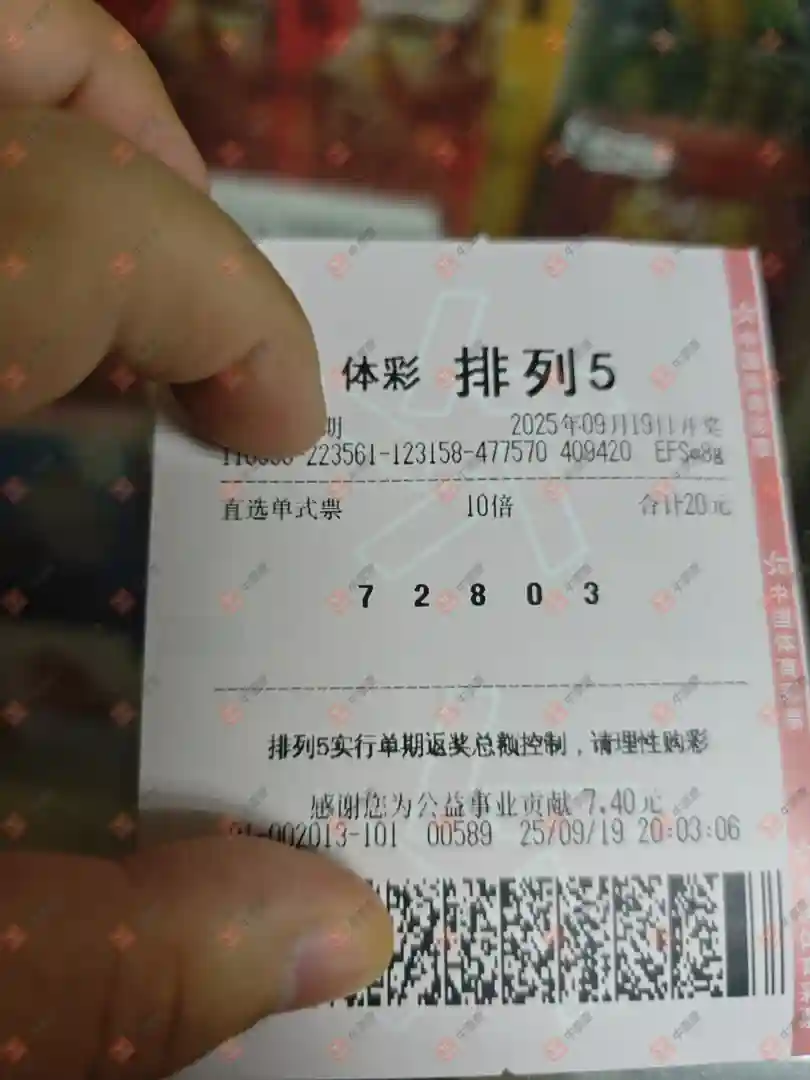 体彩 排列5
期 2025年09月19日开奖
223561-123158-477570 409420
直选单式票 10倍 合计20元
7 2 8 0 3
排列5实行单期返奖总额控制，请理性购彩
感谢您为公益事业贡献 7.40元
002013-101 00589 25/09/19 20:03:06